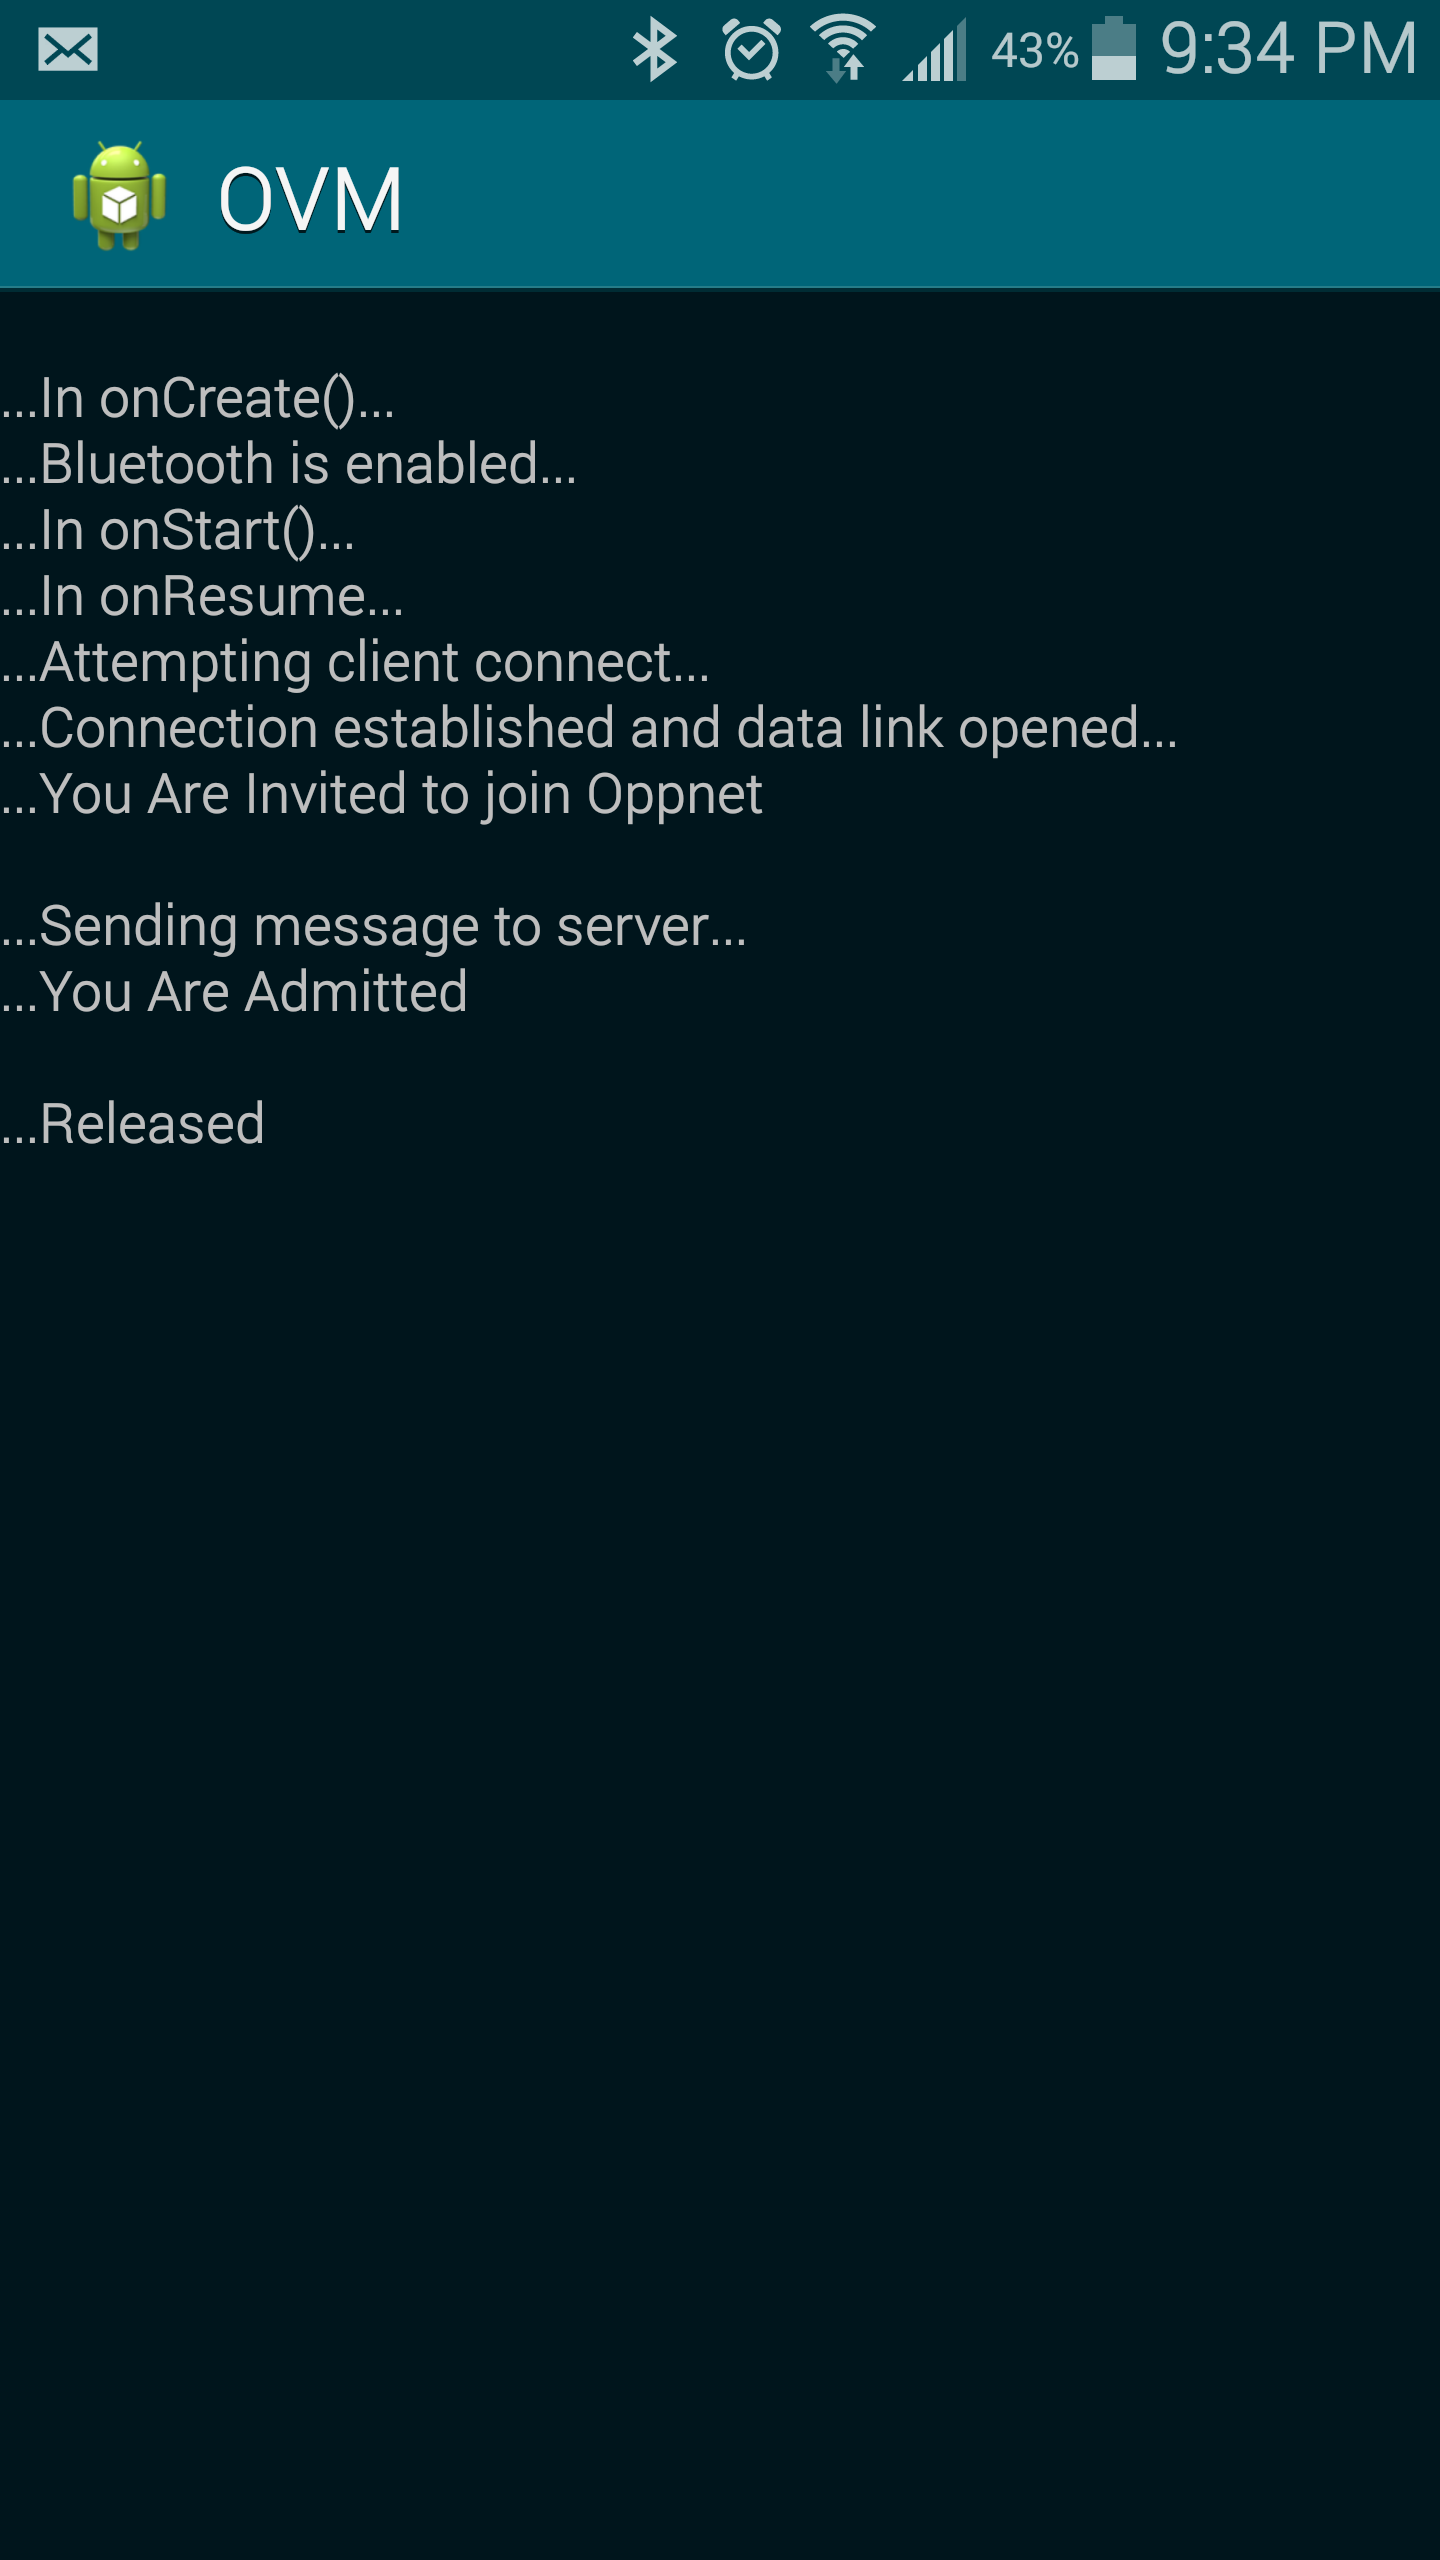 43% 9:34 PM
OVM
...In onCreate()...
...Bluetooth is enabled...
...In onStart()...
...In onResume...
...Attempting client connect...
...Connection established and data link opened...
...You Are Invited to join Oppnet
...Sending message to server...
...You Are Admitted
...Released